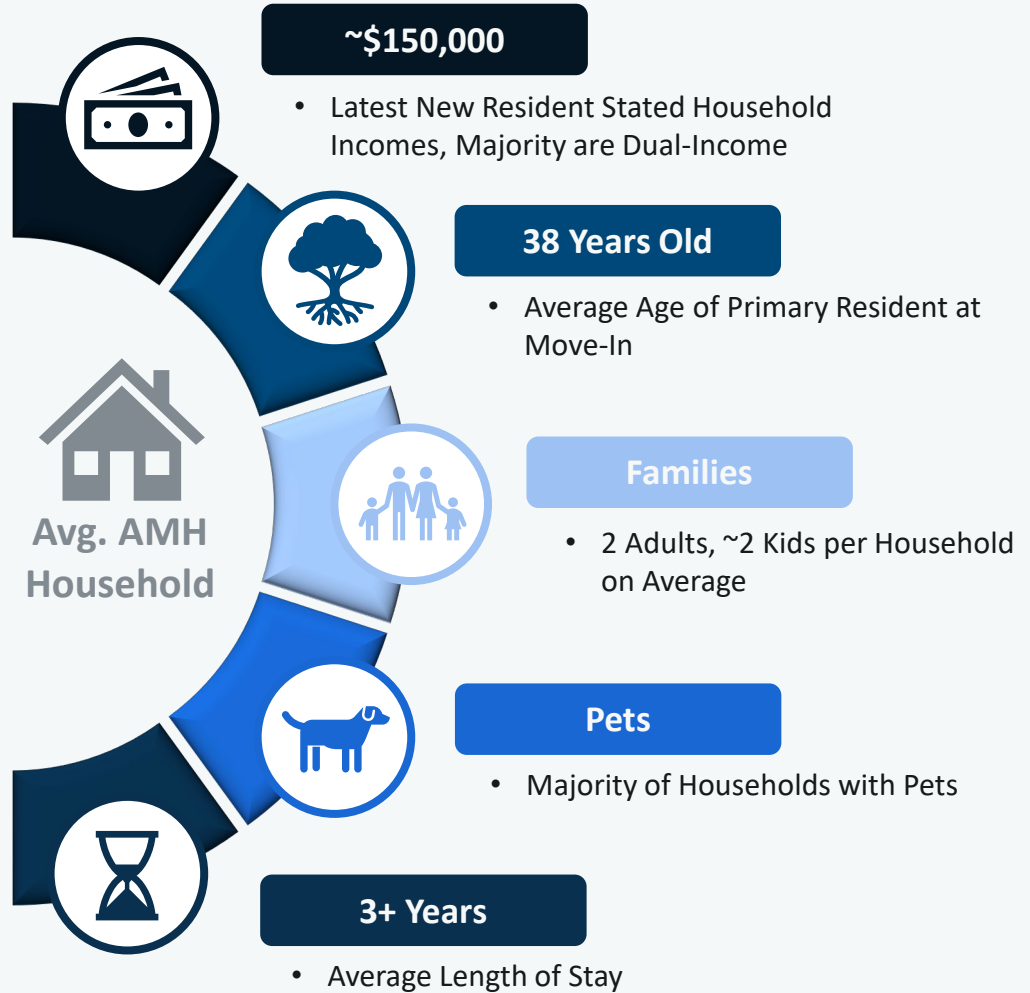 ~$150,000
• Latest New Resident Stated Household
Incomes, Majority are Dual-Income
38 Years Old
• Average Age of Primary Resident at
Move-In
Avg. AMH
Household
Families
• 2 Adults, ~2 Kids per Household
on Average
Pets
• Majority of Households with Pets
3+ Years
• Average Length of Stay